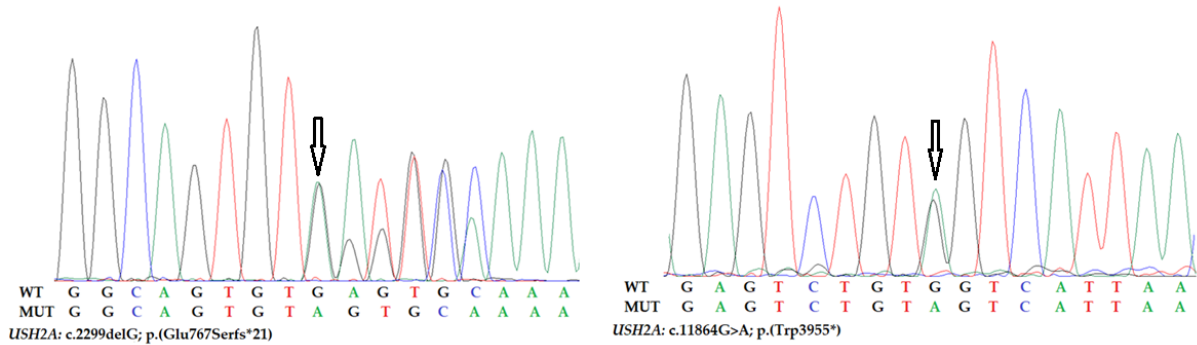 WT G G C A G T G T G A G T G C A A A
MUT G G C A G T G T A G T G C A A A A
USH2A: c.2299delG; p.(Glu767Serfs*21)
WT G A G T C T G T G G T C A T T A A
MUT G A G T C T G T A G T C A T T A A
USH2A: c.11864G>A; p.(Trp3955*)